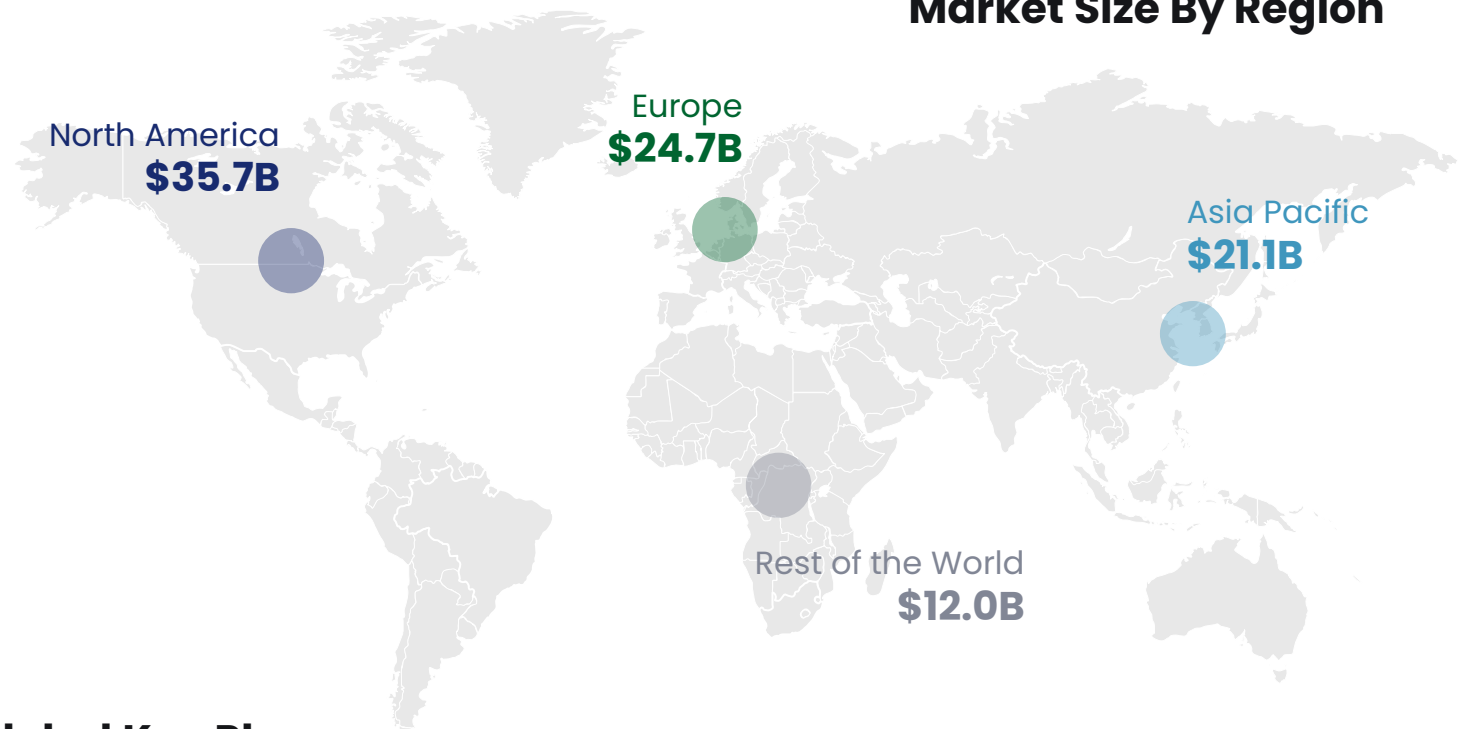 Market Size By Region
Europe
$24.7B
North America
$35.7B
Asia Pacific
$21.1B
Rest of the World
$12.0B